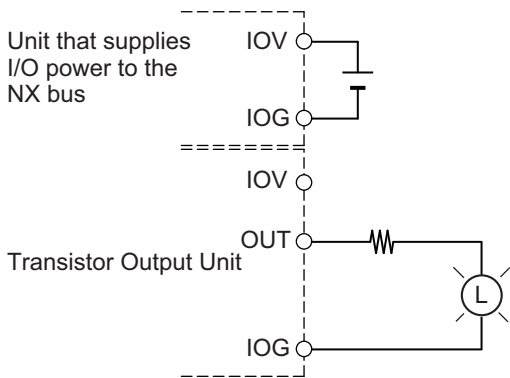 Unit that supplies
I/O power to the
NX bus
IOV
IOG
IOV
OUT
Transistor Output Unit
L
IOG